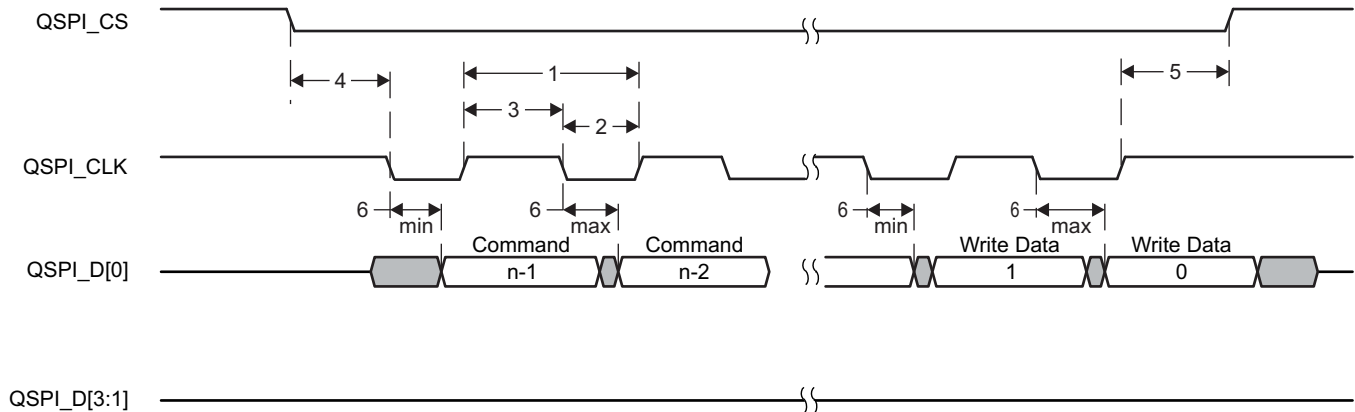 QSPI_CS
4
1
5
3
2
QSPI_CLK
6 min 6 max 6 min 6 max
Command Command Write Data Write Data
QSPI_D[0] n-1 n-2 1 0
QSPI_D[3:1]